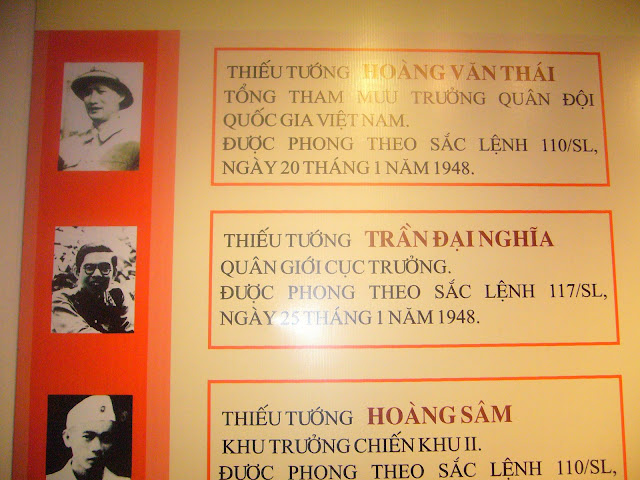 THIẾU TƯỚNG HOÀNG VĂN THÁI
TỔNG THAM MƯU TRƯỞNG QUÂN ĐỘI
QUỐC GIA VIỆT NAM.
ĐƯỢC PHONG THEO SẮC LỆNH 110/SL,
NGÀY 20 THÁNG 1 NĂM 1948.
THIẾU TƯỚNG TRẦN ĐẠI NGHĨA
QUÂN GIỚI CỤC TRƯỞNG.
ĐƯỢC PHONG THEO SẮC LỆNH 117/SL,
NGÀY 25 THÁNG 1 NĂM 1948.
THIẾU TƯỚNG HOÀNG SÂM
KHU TRƯỞNG CHIẾN KHU II.
ĐƯỢC PHONG THEO SẮC LỆNH 110/SL,